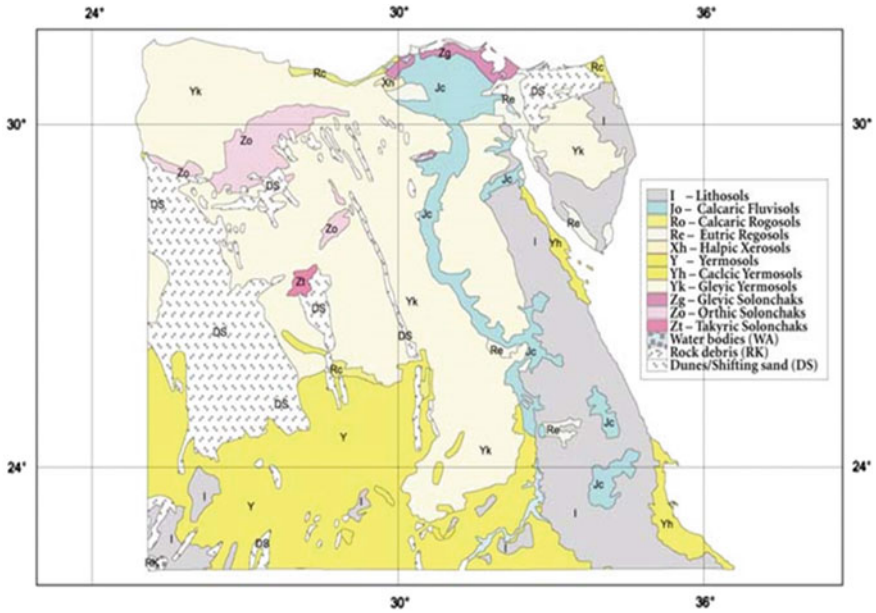 24° 30° 36°
Zg
Rc Rc
Xh
Yk Jc DS
Re
30° I 30°
Zo Yk
Zo DS
Jc
DS
I – Lithosols
Jo – Calcaric Fluvisols
Ro – Calcaric Rogosols
Re – Eutric Regosols
Xh – Halpic Xerosols
Y – Yermosols
Yh – Caclcic Yermosols
Yk – Gleyic Yermosols
Zg – Gleyic Solonchaks
Zo – Orthic Solonchaks
Zt – Takyric Solonchaks
Water bodies (WA)
Rock debris (RK)
Dunes/Shifting sand (DS)
Jc Re
Zo
I Yh
Zt
Yk
DS
DS DS
Re Jc
Rc
DS
Jc
Y Re
Yk
24° 24°
Jc
I I
Y I Yh
I DS I
RK
30° 36°